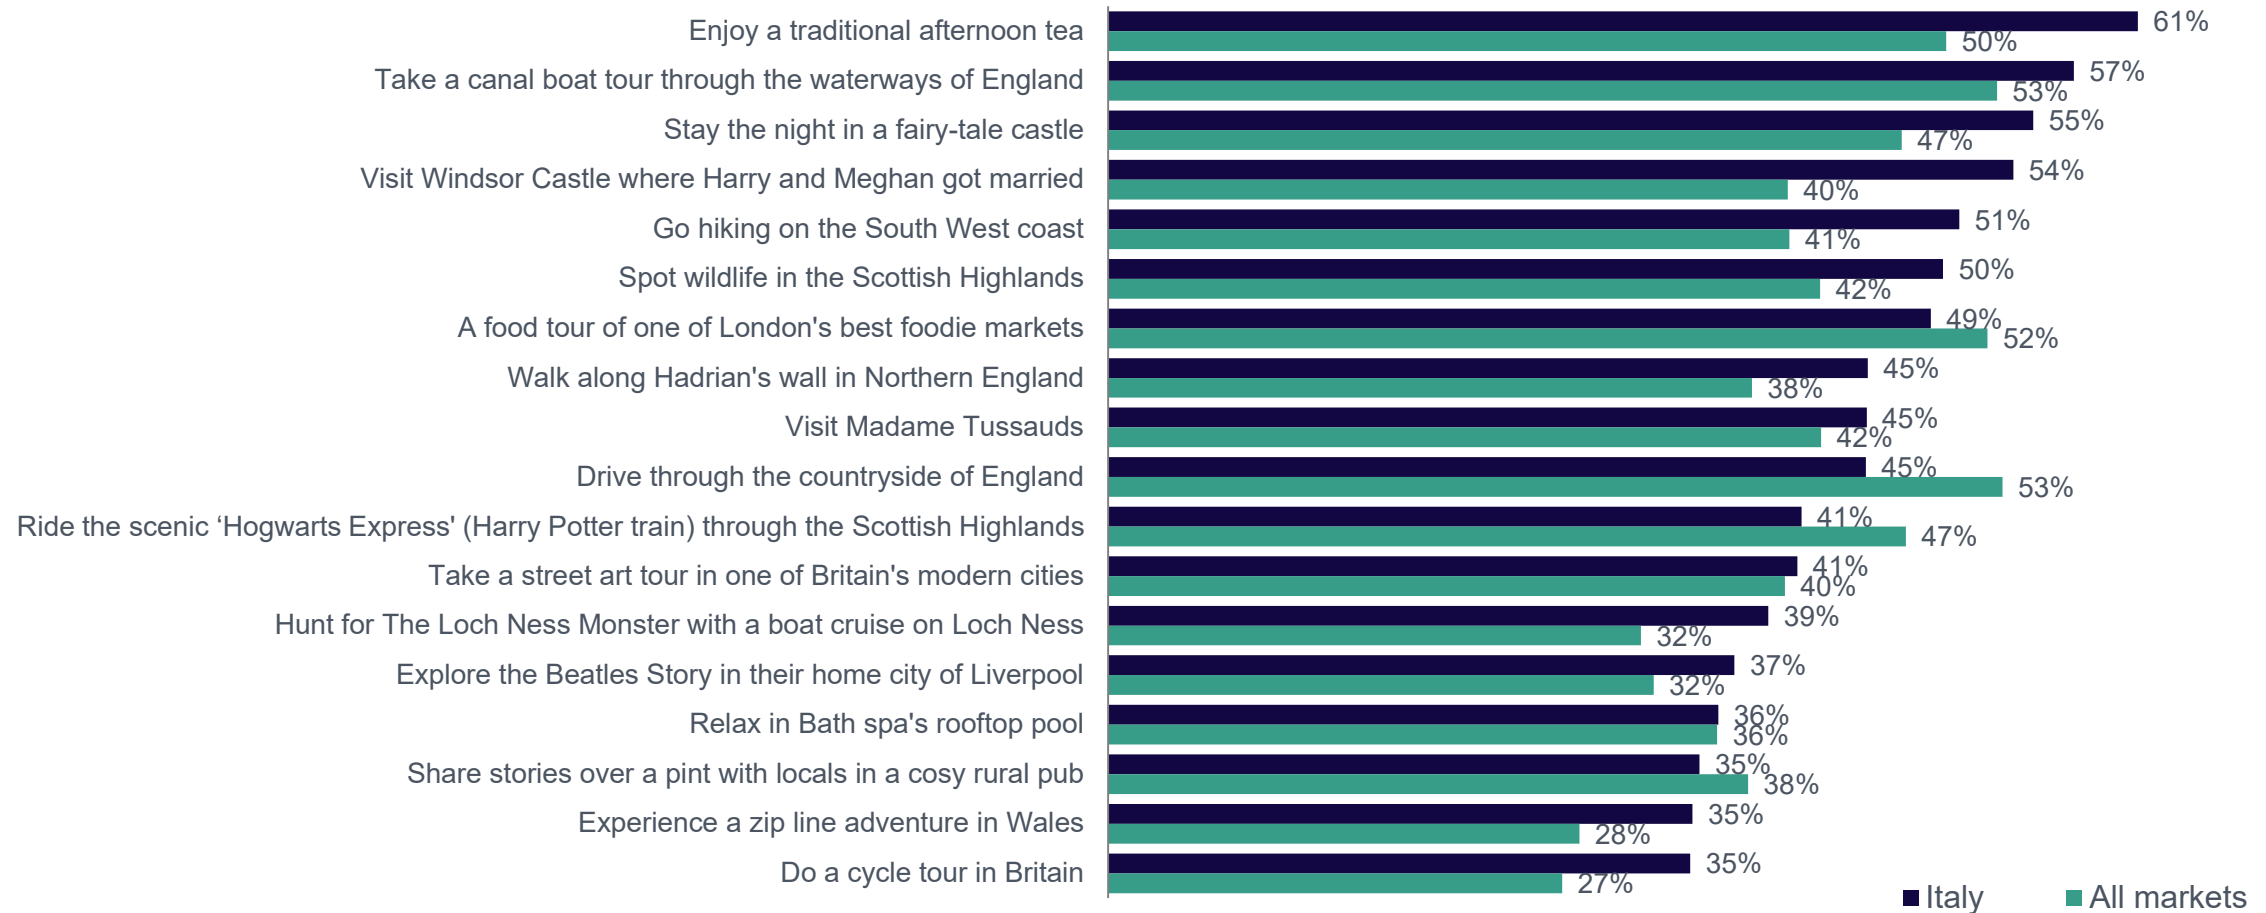 Enjoy a traditional afternoon tea
61%
50%
Take a canal boat tour through the waterways of England
57%
53%
Stay the night in a fairy-tale castle
55%
47%
Visit Windsor Castle where Harry and Meghan got married
54%
40%
Go hiking on the South West coast
51%
41%
Spot wildlife in the Scottish Highlands
50%
42%
A food tour of one of London's best foodie markets
49%
52%
Walk along Hadrian's wall in Northern England
45%
38%
Visit Madame Tussauds
45%
42%
Drive through the countryside of England
45%
53%
Ride the scenic ‘Hogwarts Express' (Harry Potter train) through the Scottish Highlands
41%
47%
Take a street art tour in one of Britain's modern cities
41%
40%
Hunt for The Loch Ness Monster with a boat cruise on Loch Ness
39%
32%
Explore the Beatles Story in their home city of Liverpool
37%
32%
Relax in Bath spa's rooftop pool
36%
36%
Share stories over a pint with locals in a cosy rural pub
35%
38%
Experience a zip line adventure in Wales
35%
28%
Do a cycle tour in Britain
35%
27%
Italy
All markets